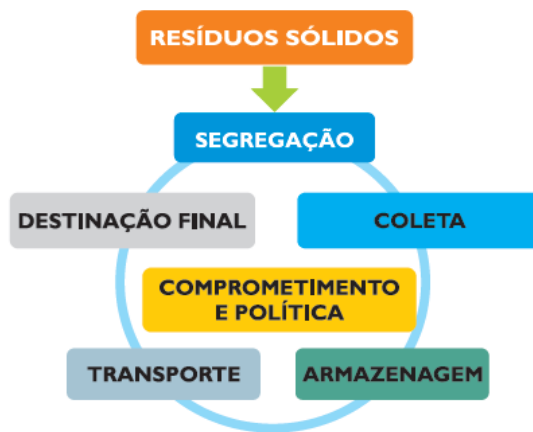 RESÍDUOS SÓLIDOS
SEGREGAÇÃO
DESTINAÇÃO FINAL
COLETA
COMPROMETIMENTO
E POLÍTICA
TRANSPORTE
ARMAZENAGEM